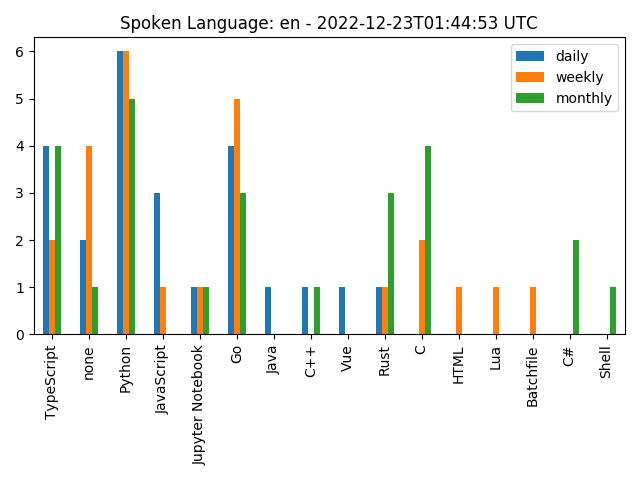 Spoken Language: en - 2022-12-23T01:44:53 UTC
daily
weekly
monthly
6
5
4
3
2
1
0
TypeScript
none
Python
JavaScript
Jupyter Notebook
Go
Java
C++
Vue
Rust
C
HTML
Lua
Batchfile
C#
Shell